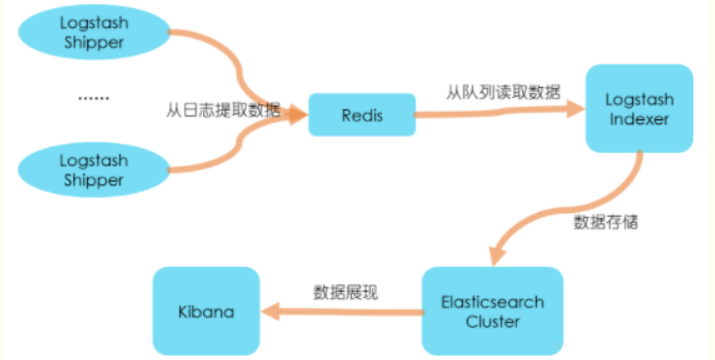 Logstash
Shipper
......
从日志提取数据
Redis
从队列读取数据
Logstash
Indexer
Logstash
Shipper
数据存储
Kibana
数据展现
Elasticsearch
Cluster